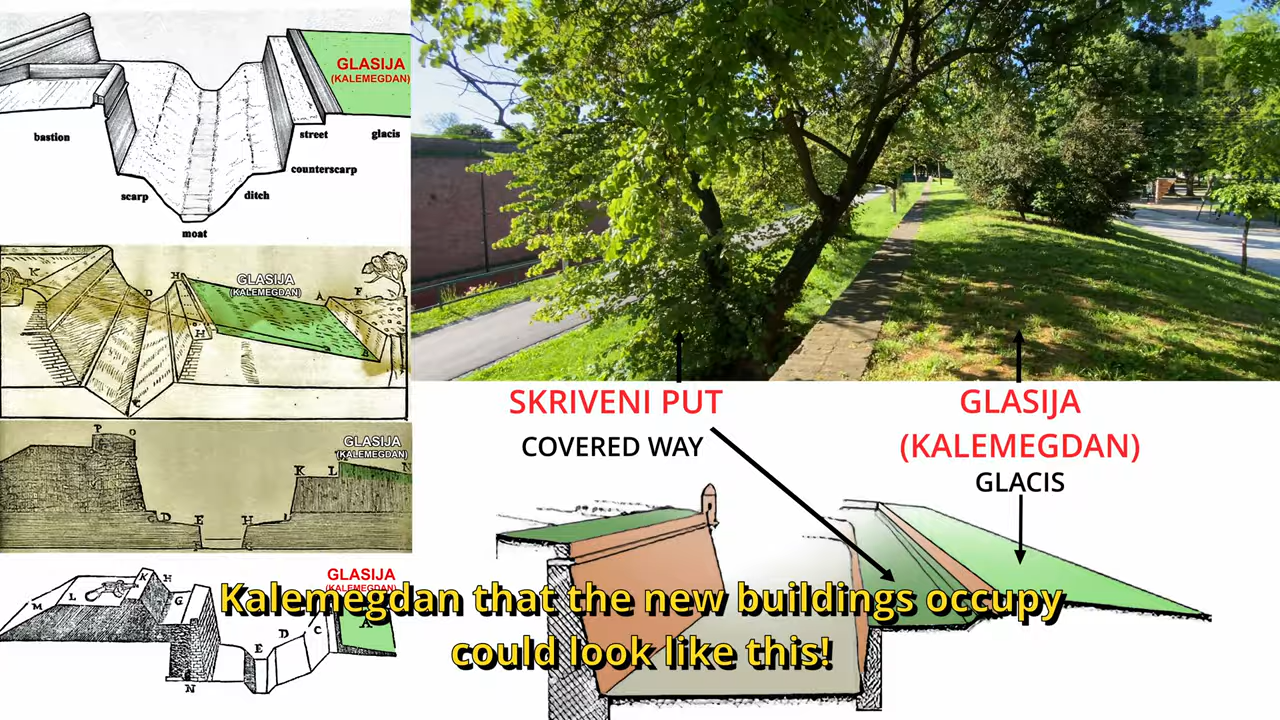 GLASIJA
(KALEMEGDAN)
bastion
street
glacis
counterscarp
scarp
ditch
moat
K
D
H
GLASIJA
(KALEMEGDAN)
A
F
H
C
P
O
GLASIJA
(KALEMEGDAN)
K
L
N
D
E
H
I
GLASIJA
(KALEMEGDAN)
K
H
L
M
G
D
C
A
E
N
SKRIVENI PUT
COVERED WAY
GLASIJA
(KALEMEGDAN)
GLACIS
Kalemegdan that the new buildings occupy
could look like this!